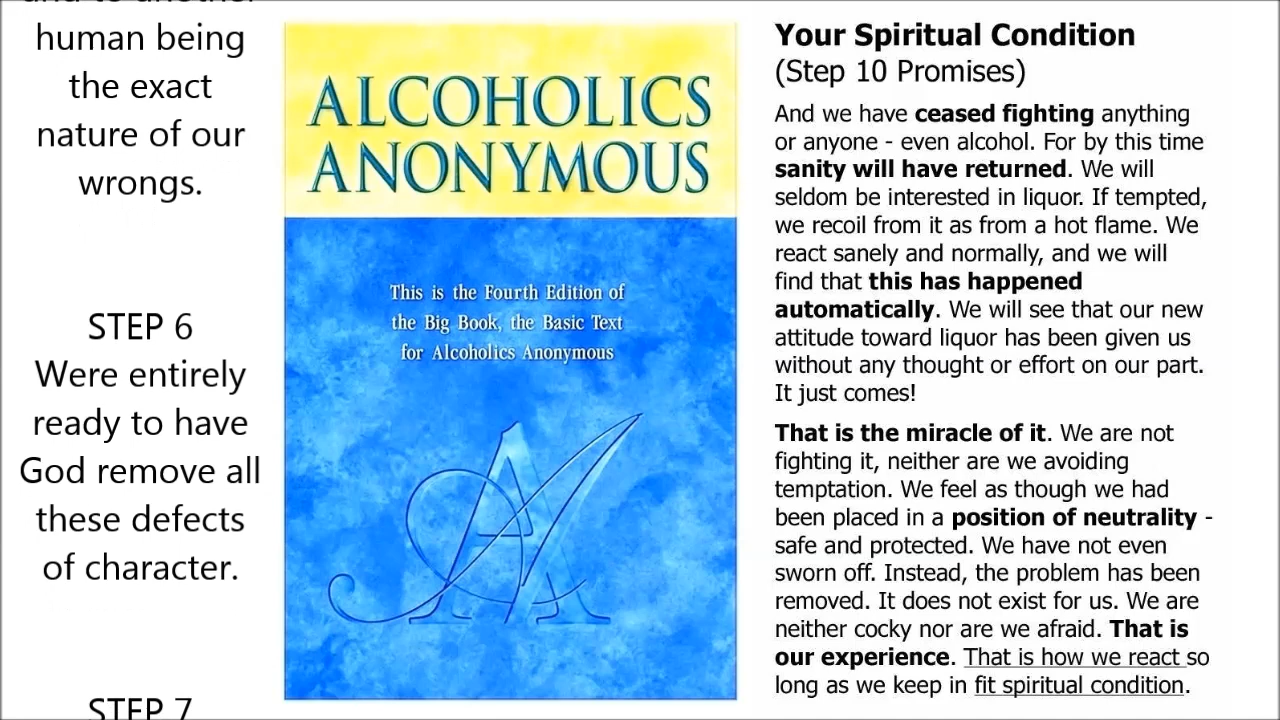 and to another
human being
the exact
nature of our
wrongs.
STEP 6
Were entirely
ready to have
God remove all
these defects
of character.
STEP 7
ALCOHOLICS
ANONYMOUS
This is the Fourth Edition of
the Big Book, the Basic Text
for Alcoholics Anonymous
AA
Your Spiritual Condition
(Step 10 Promises)
And we have ceased fighting anything
or anyone - even alcohol. For by this time
sanity will have returned. We will
seldom be interested in liquor. If tempted,
we recoil from it as from a hot flame. We
react sanely and normally, and we will
find that this has happened
automatically. We will see that our new
attitude toward liquor has been given us
without any thought or effort on our part.
It just comes!
That is the miracle of it. We are not
fighting it, neither are we avoiding
temptation. We feel as though we had
been placed in a position of neutrality -
safe and protected. We have not even
sworn off. Instead, the problem has been
removed. It does not exist for us. We are
neither cocky nor are we afraid. That is
our experience. That is how we react so
long as we keep in fit spiritual condition.